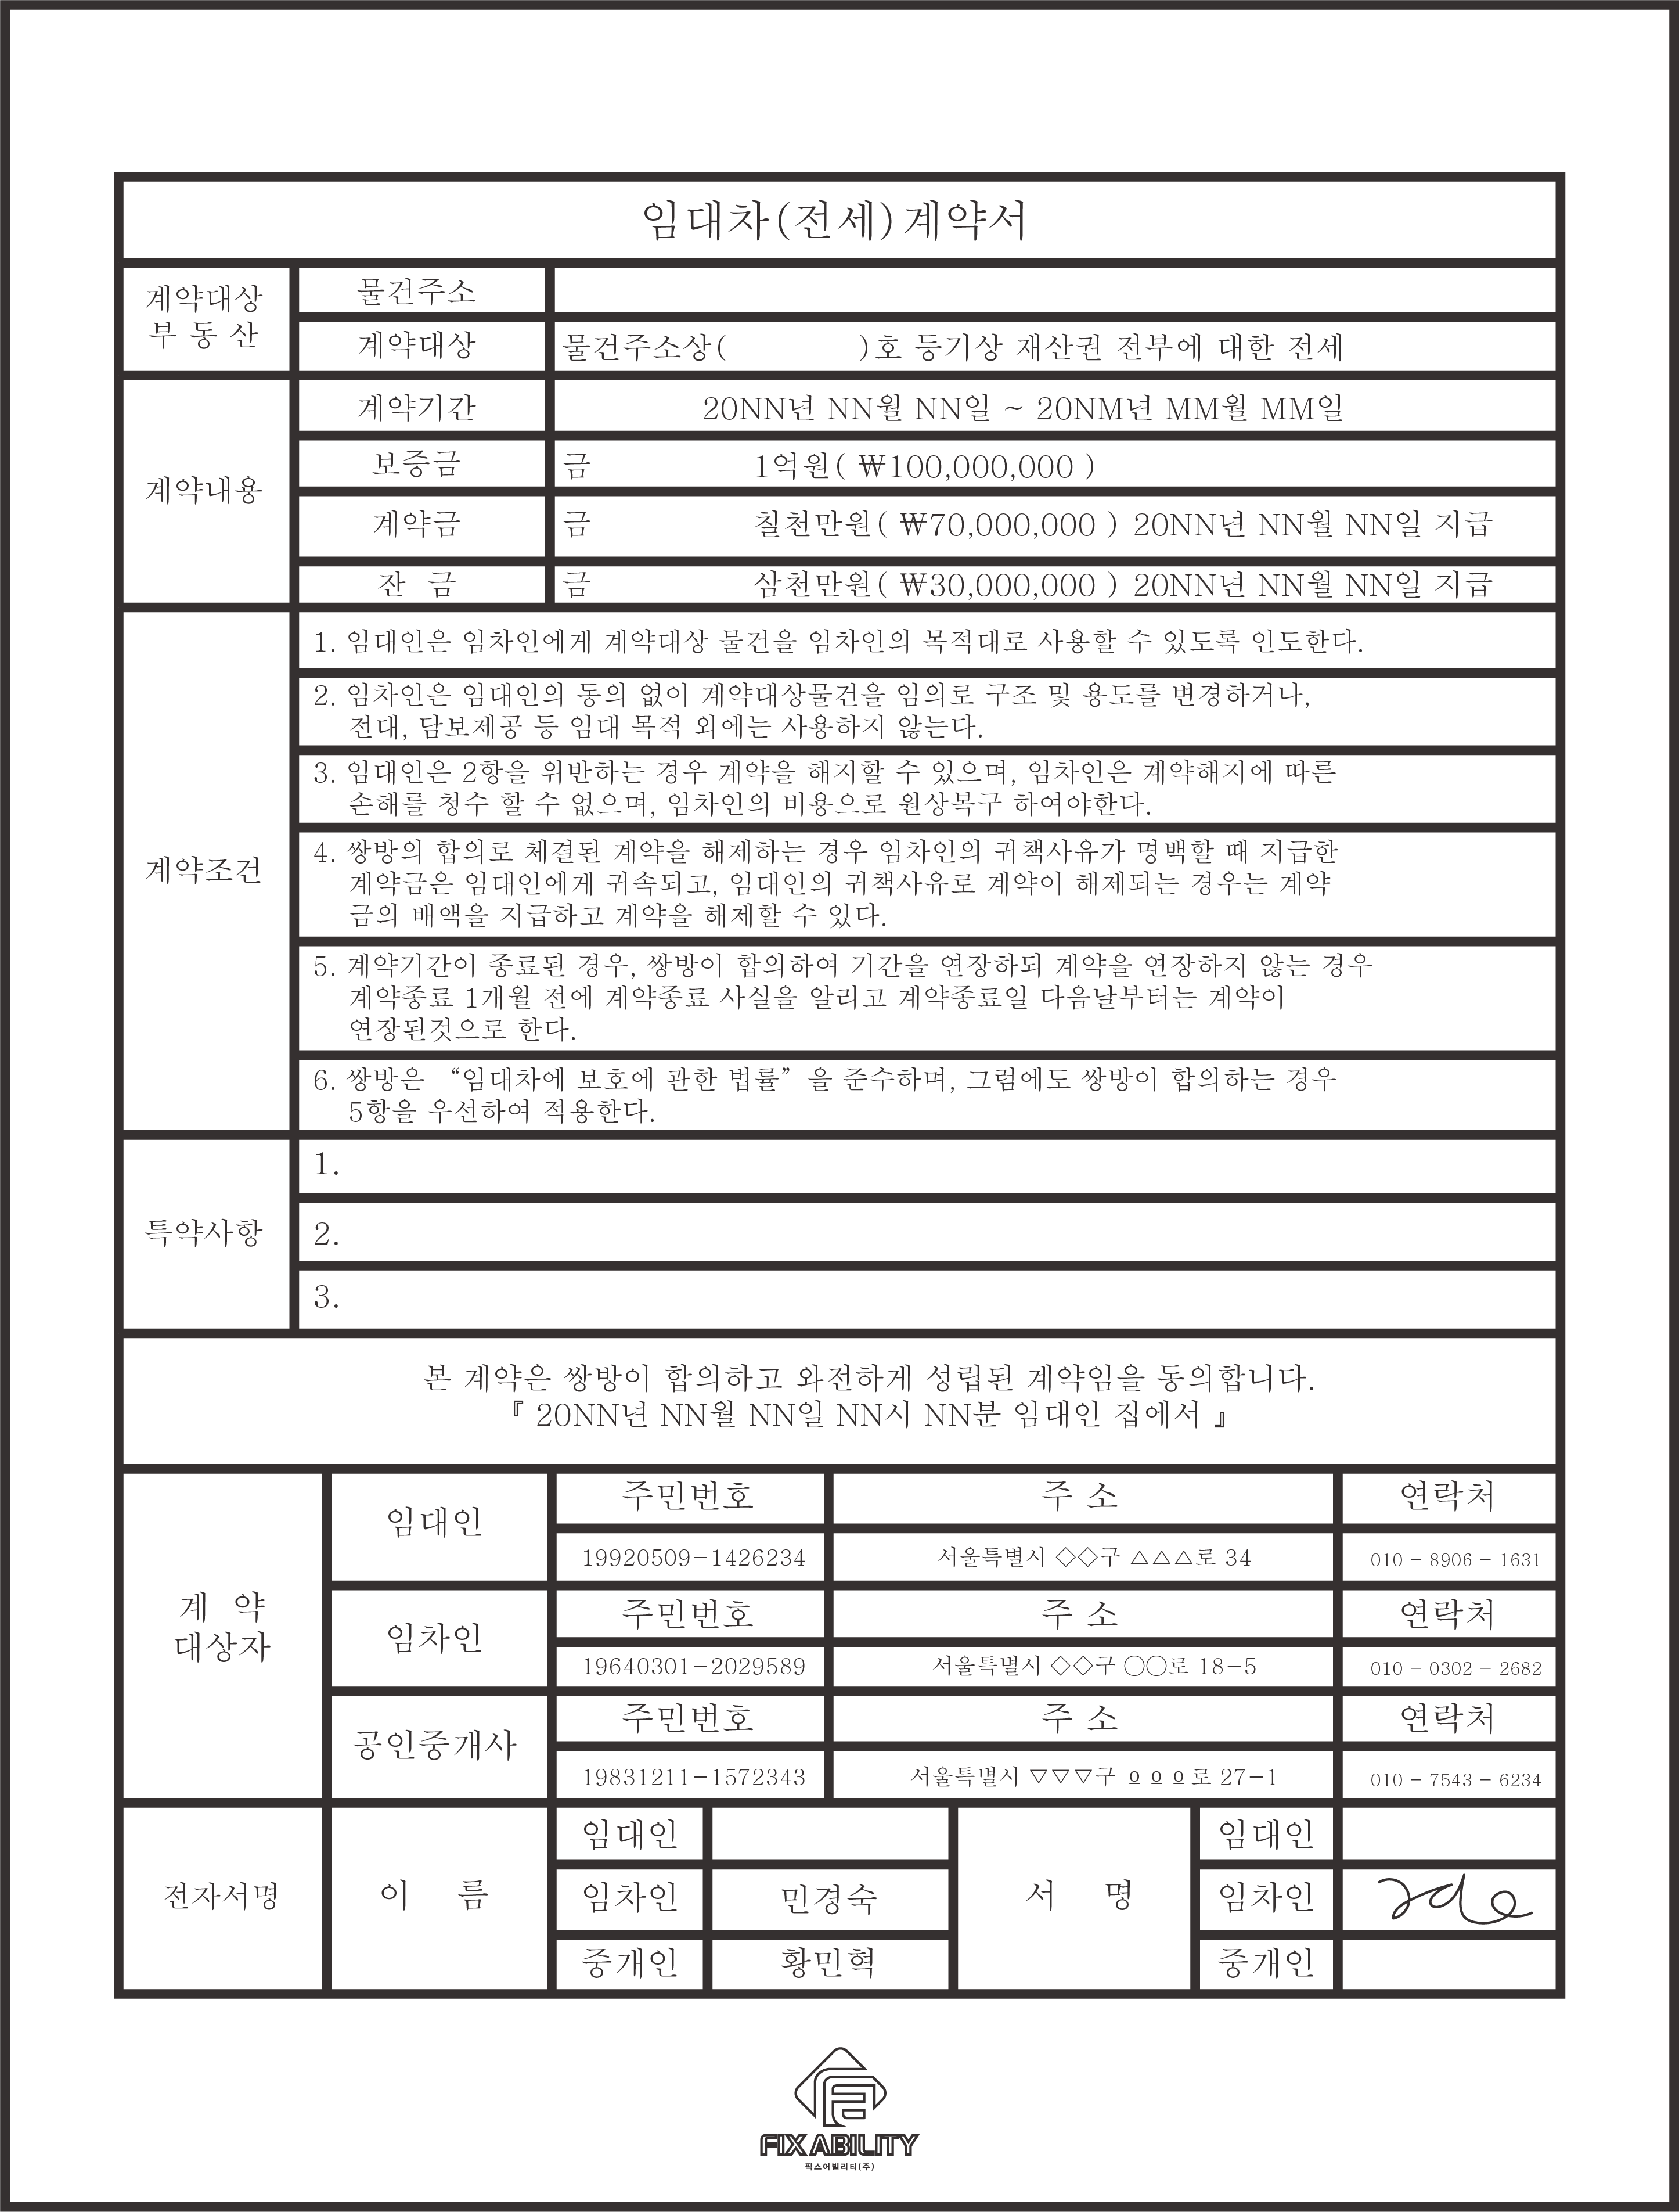 임대차(전세)계약서
계약대상
부 동 산
물건주소
계약대상
물건주소상( )호 등기상 재산권 전부에 대한 전세
계약내용
계약기간
20NN년 NN월 NN일 ~ 20NM년 MM월 MM일
보증금
금 1억원( ₩100,000,000 )
계약금
금 칠천만원( ₩70,000,000 ) 20NN년 NN월 NN일 지급
잔 금
금 삼천만원( ₩30,000,000 ) 20NN년 NN월 NN일 지급
계약조건
1. 임대인은 임차인에게 계약대상 물건을 임차인의 목적대로 사용할 수 있도록 인도한다.
2. 임차인은 임대인의 동의 없이 계약대상물건을 임의로 구조 및 용도를 변경하거나,
전대, 담보제공 등 임대 목적 외에는 사용하지 않는다.
3. 임대인은 2항을 위반하는 경우 계약을 해지할 수 있으며, 임차인은 계약해지에 따른
손해를 청수 할 수 없으며, 임차인의 비용으로 원상복구 하여야한다.
4. 쌍방의 합의로 체결된 계약을 해제하는 경우 임차인의 귀책사유가 명백할 때 지급한
계약금은 임대인에게 귀속되고, 임대인의 귀책사유로 계약이 해제되는 경우는 계약
금의 배액을 지급하고 계약을 해제할 수 있다.
5. 계약기간이 종료된 경우, 쌍방이 합의하여 기간을 연장하되 계약을 연장하지 않는 경우
계약종료 1개월 전에 계약종료 사실을 알리고 계약종료일 다음날부터는 계약이
연장된것으로 한다.
6. 쌍방은 “임대차에 보호에 관한 법률”을 준수하며, 그럼에도 쌍방이 합의하는 경우
5항을 우선하여 적용한다.
특약사항
1.
2.
3.
본 계약은 쌍방이 합의하고 와전하게 성립된 계약임을 동의합니다.
『 20NN년 NN월 NN일 NN시 NN분 임대인 집에서 』
계 약
대상자
임대인
주민번호 주 소 연락처
19920509-1426234 서울특별시 ◇◇구 △△△로 34 010 - 8906 - 1631
임차인
주민번호 주 소 연락처
19640301-2029589 서울특별시 ◇◇구 ○○로 18-5 010 - 0302 - 2682
공인중개사
주민번호 주 소 연락처
19831211-1572343 서울특별시 ▽▽▽구 ㅇㅇㅇ로 27-1 010 - 7543 - 6234
전자서명
이 름
임대인
임차인 민경숙
중개인 황민혁
서 명
임대인
임차인
중개인
FIX ABILITY
픽스어빌리티(주)